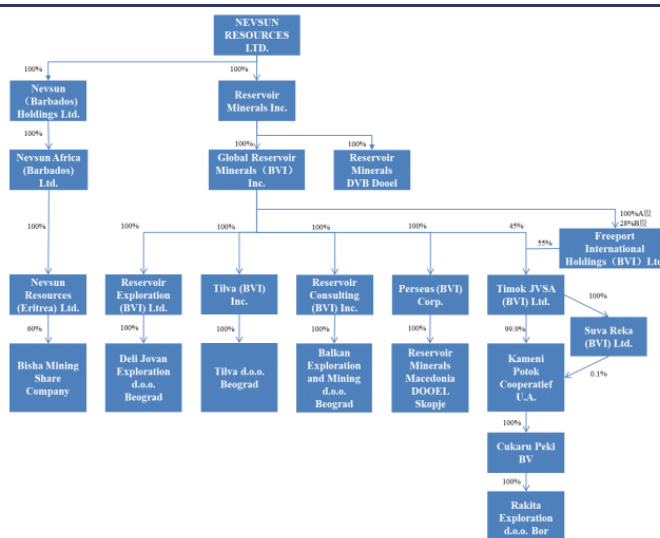 NEVSUN
RESOURCES
LTD.
100%
100%
Nevsun
（Barbados）
Holdings Ltd.
Reservoir
Minerals Inc.
100%
100%
100%
Nevsun Africa
(Barbados)
Ltd.
Global Reservoir
Minerals（BVI）
Inc.
Reservoir
Minerals
DVB Dooel
100%A股
28%B股
Freeport
International
Holdings（BVI）Ltd
100%
100%
100%
100%
100%
45%
55%
Nevsun
Resources
(Eritrea) Ltd.
Reservoir
Exploration
(BVI) Ltd.
Tilva (BVI)
Inc.
Reservoir
Consulting
(BVI) Inc.
Perseus (BVI)
Corp.
Timok JVSA
(BVI) Ltd.
100%
Suva Reka
(BVI) Ltd.
60%
100%
100%
100%
100%
99.9%
0.1%
Bisha Mining
Share
Company
Deli Jovan
Exploration
d.o.o.
Beograd
Tilva d.o.o.
Beograd
Balkan
Exploration
and Mining
d.o.o.
Beograd
Reservoir
Minerals
Macedonia
DOOEL
Skopje
Kameni
Potok
Cooperatief
U.A.
100%
Cukaru Peki
BV
100%
Rakita
Exploration
d.o.o. Bor